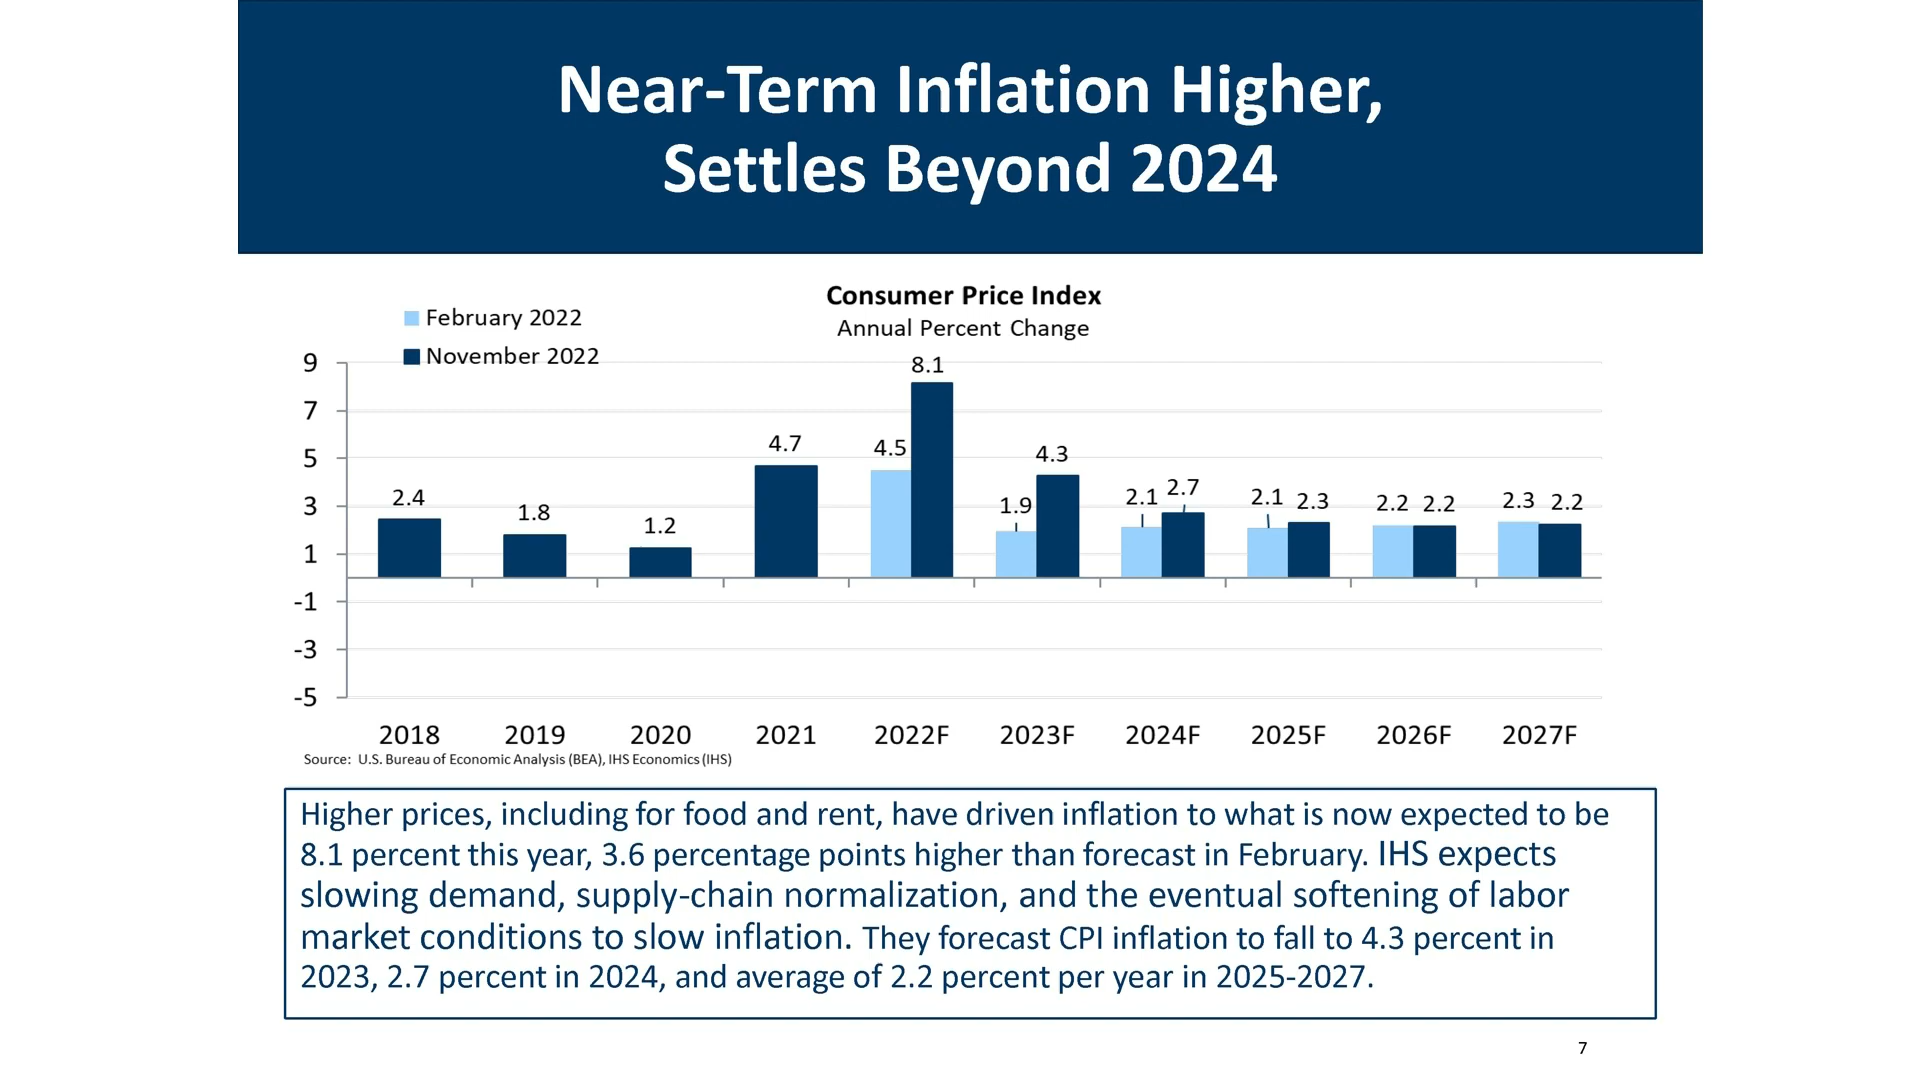 Near-Term Inflation Higher,
Settles Beyond 2024
Consumer Price Index
Annual Percent Change
February 2022
November 2022
9
7
5
3
1
-1
-3
-5
2.4
1.8
1.2
4.7
4.5
8.1
1.9
4.3
2.1
2.7
2.1
2.3
2.2
2.2
2.3
2.2
2018 2019 2020 2021 2022F 2023F 2024F 2025F 2026F 2027F
Source: U.S. Bureau of Economic Analysis (BEA), IHS Economics (IHS)
Higher prices, including for food and rent, have driven inflation to what is now expected to be
8.1 percent this year, 3.6 percentage points higher than forecast in February. IHS expects
slowing demand, supply-chain normalization, and the eventual softening of labor
market conditions to slow inflation. They forecast CPI inflation to fall to 4.3 percent in
2023, 2.7 percent in 2024, and average of 2.2 percent per year in 2025-2027.
7